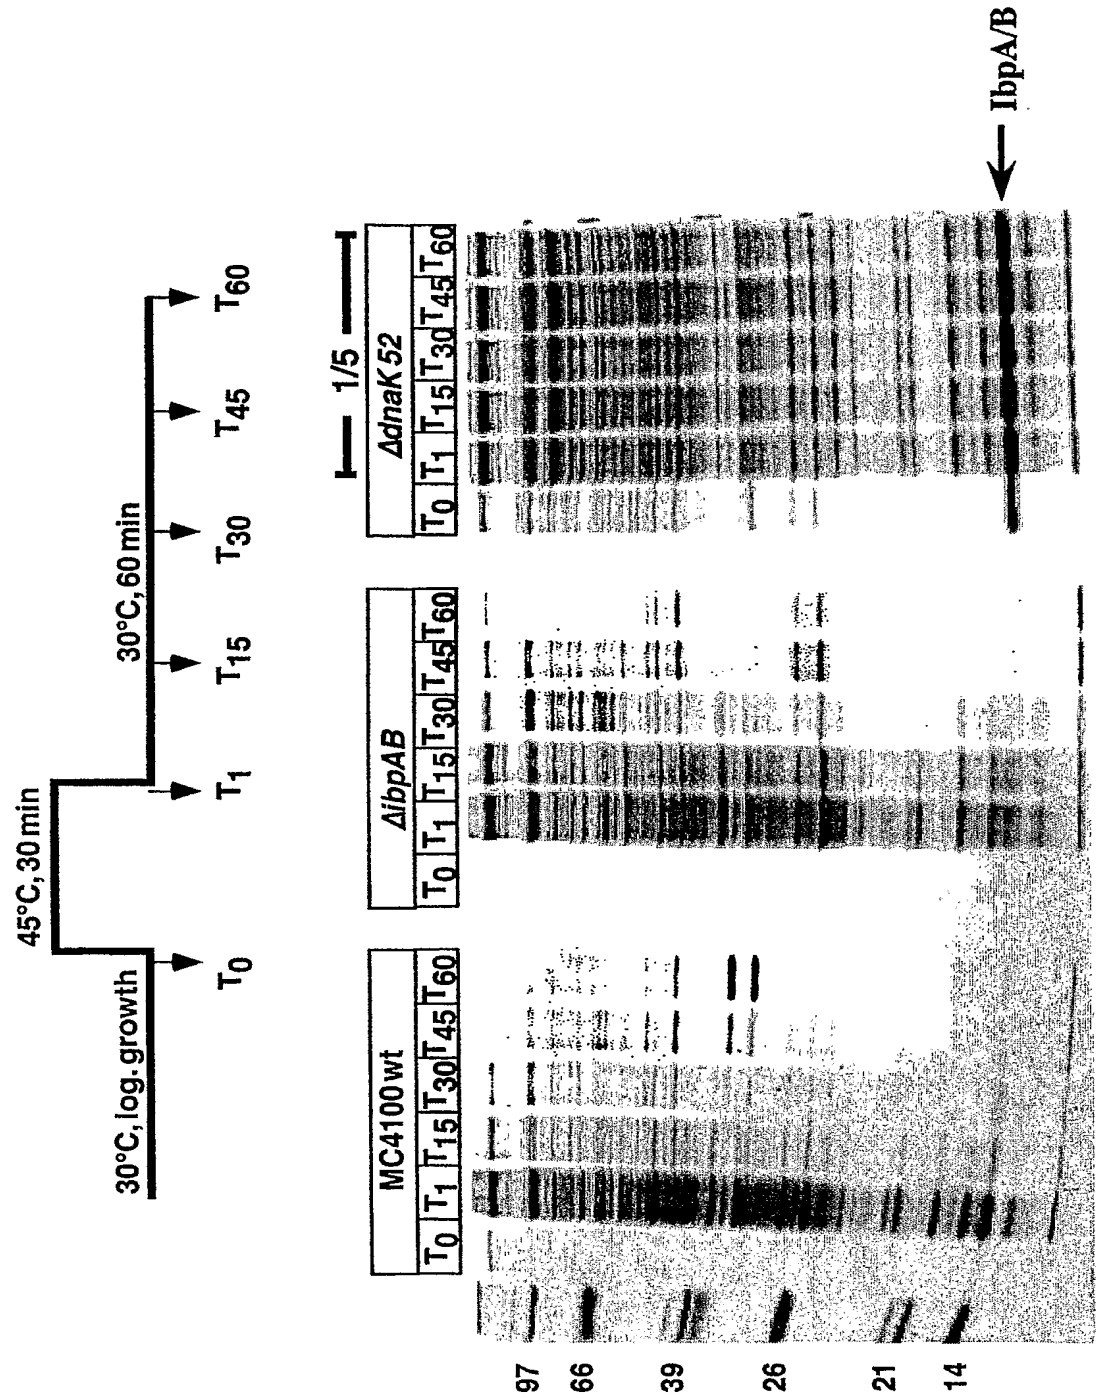 45°C, 30 min
30°C, log. growth
30°C, 60 min
T0
T1
T15
T30
T45
T60
1/5
MC4100 wt
ΔibpAB
ΔdnaK52
T0 T1 T15 T30 T45 T60
T0 T1 T15 T30 T45 T60
T0 T1 T15 T30 T45 T60
97
66
39
26
21
14
IbpA/B